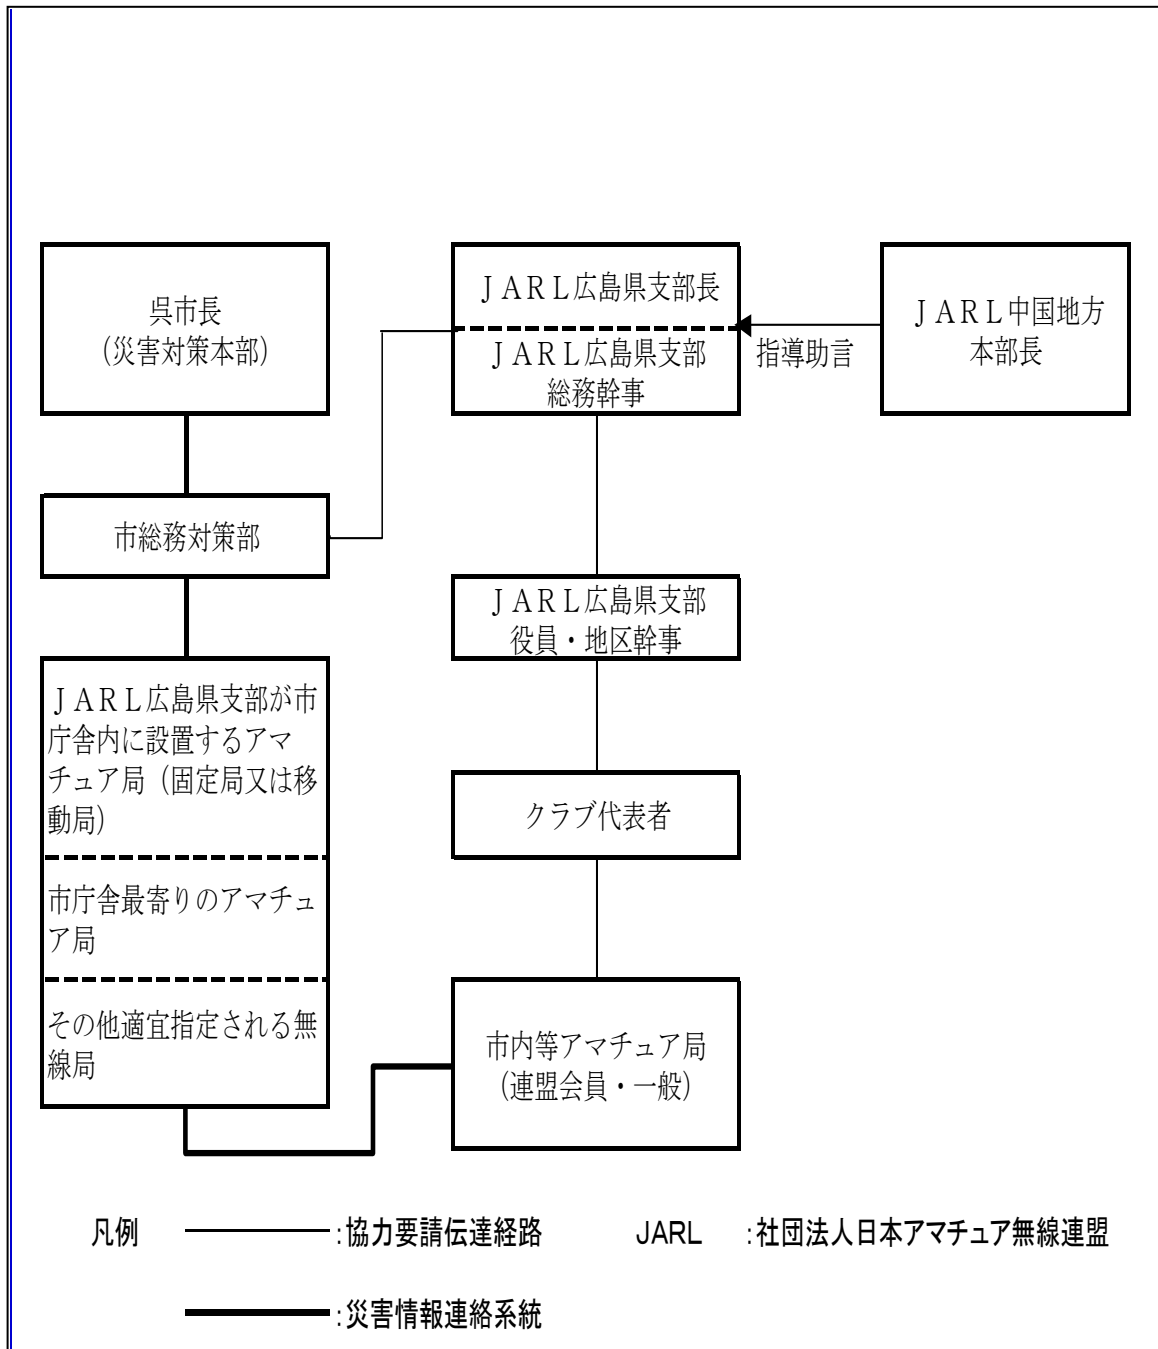 呉市長
(災害対策本部)
ＪＡＲＬ広島県支部長
ＪＡＲＬ広島県支部
総務幹事
指導助言
ＪＡＲＬ中国地方
本部長
市総務対策部
ＪＡＲＬ広島県支部
役員・地区幹事
ＪＡＲＬ広島県支部が市
庁舎内に設置するアマ
チュア局（固定局又は移
動局）
市庁舎最寄りのアマチュ
ア局
その他適宜指定される無
線局
クラブ代表者
市内等アマチュア局
(連盟会員・一般)
凡例 :協力要請伝達経路 JARL :社団法人日本アマチュア無線連盟
:災害情報連絡系統